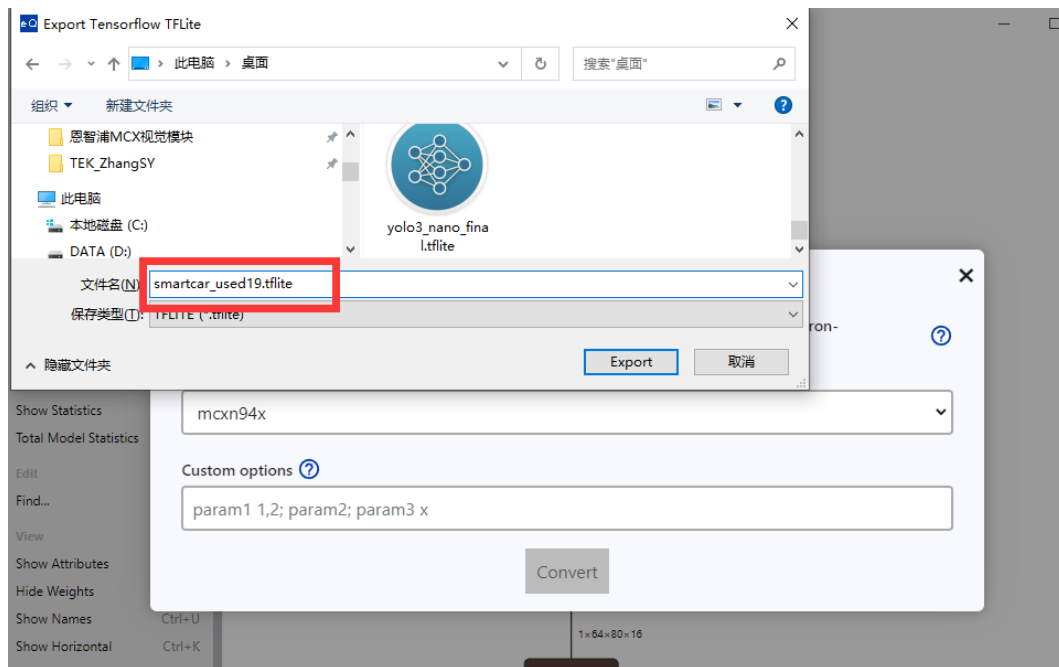 eQ Export Tensorflow TFLite
此电脑 > 桌面
搜索"桌面"
组织
新建文件夹
恩智浦MCX视觉模块
TEK_ZhangSY
此电脑
本地磁盘 (C:)
DATA (D:)
yolo3_nano_fina
l.tflite
文件名(N)
smartcar_used19.tflite
保存类型(T):
TFLITE (*.tflite)
隐藏文件夹
Export
取消
ron-
mcxn94x
Custom options
param1 1,2; param2; param3 x
Convert
Show Statistics
Total Model Statistics
Edit
Find...
View
Show Attributes
Hide Weights
Show Names Ctrl+U
Show Horizontal Ctrl+K
1×64×80×16